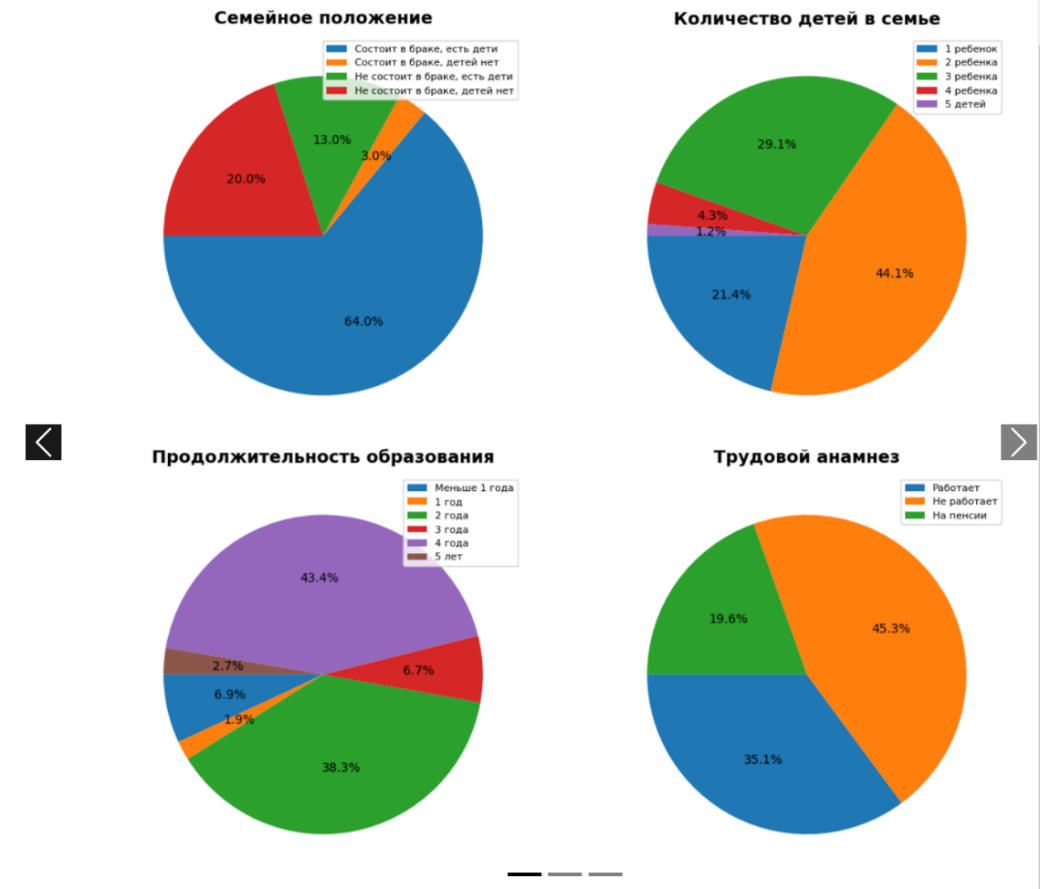 Семейное положение
Состоит в браке, есть дети
Состоит в браке, детей нет
Не состоит в браке, есть дети
Не состоит в браке, детей нет
13.0%
3.0%
20.0%
64.0%
Количество детей в семье
1 ребенок
2 ребенка
3 ребенка
4 ребенка
5 детей
29.1%
4.3%
1.2%
44.1%
21.4%
Продолжительность образования
Меньше 1 года
1 год
2 года
3 года
4 года
5 лет
43.4%
2.7%
6.7%
6.9%
1.9%
38.3%
Трудовой анамнез
Работает
Не работает
На пенсии
19.6%
45.3%
35.1%